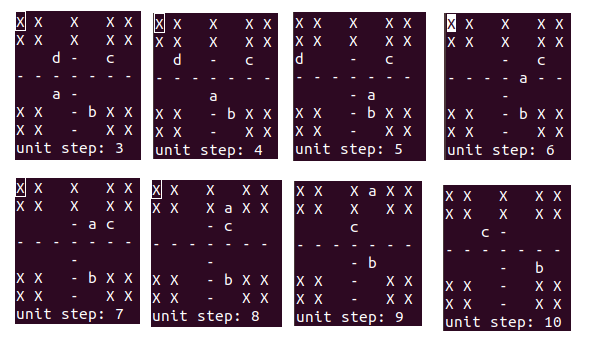 X X   X   X X
X X   X   X X
    d -   c
- - - - - - -
    a -
X X   - b X X
X X   -   X X
unit step: 3
X X   X   X X
X X   X   X X
  d   -   c
- - - - - - -
      a
X X   - b X X
X X   -   X X
unit step: 4
X X   X   X X
X X   X   X X
d     -   c
- - - - - - -
      - a
X X   - b X X
X X   -   X X
unit step: 5
X X   X   X X
X X   X   X X
      -   c
- - - - a - -
      -
X X   - b X X
X X   -   X X
unit step: 6
X X   X   X X
X X   X   X X
      - a c
- - - - - - -
      -
X X   - b X X
X X   -   X X
unit step: 7
X X   X   X X
X X   X a X X
      - c
- - - - - - -
      -
X X   - b X X
X X   -   X X
unit step: 8
X X   X a X X
X X   X   X X
      c
- - - - - - -
      - b
X X   -   X X
X X   -   X X
unit step: 9
X X   X   X X
X X   X   X X
    c -
- - - - - - -
      -   b
X X   -   X X
X X   -   X X
unit step: 10